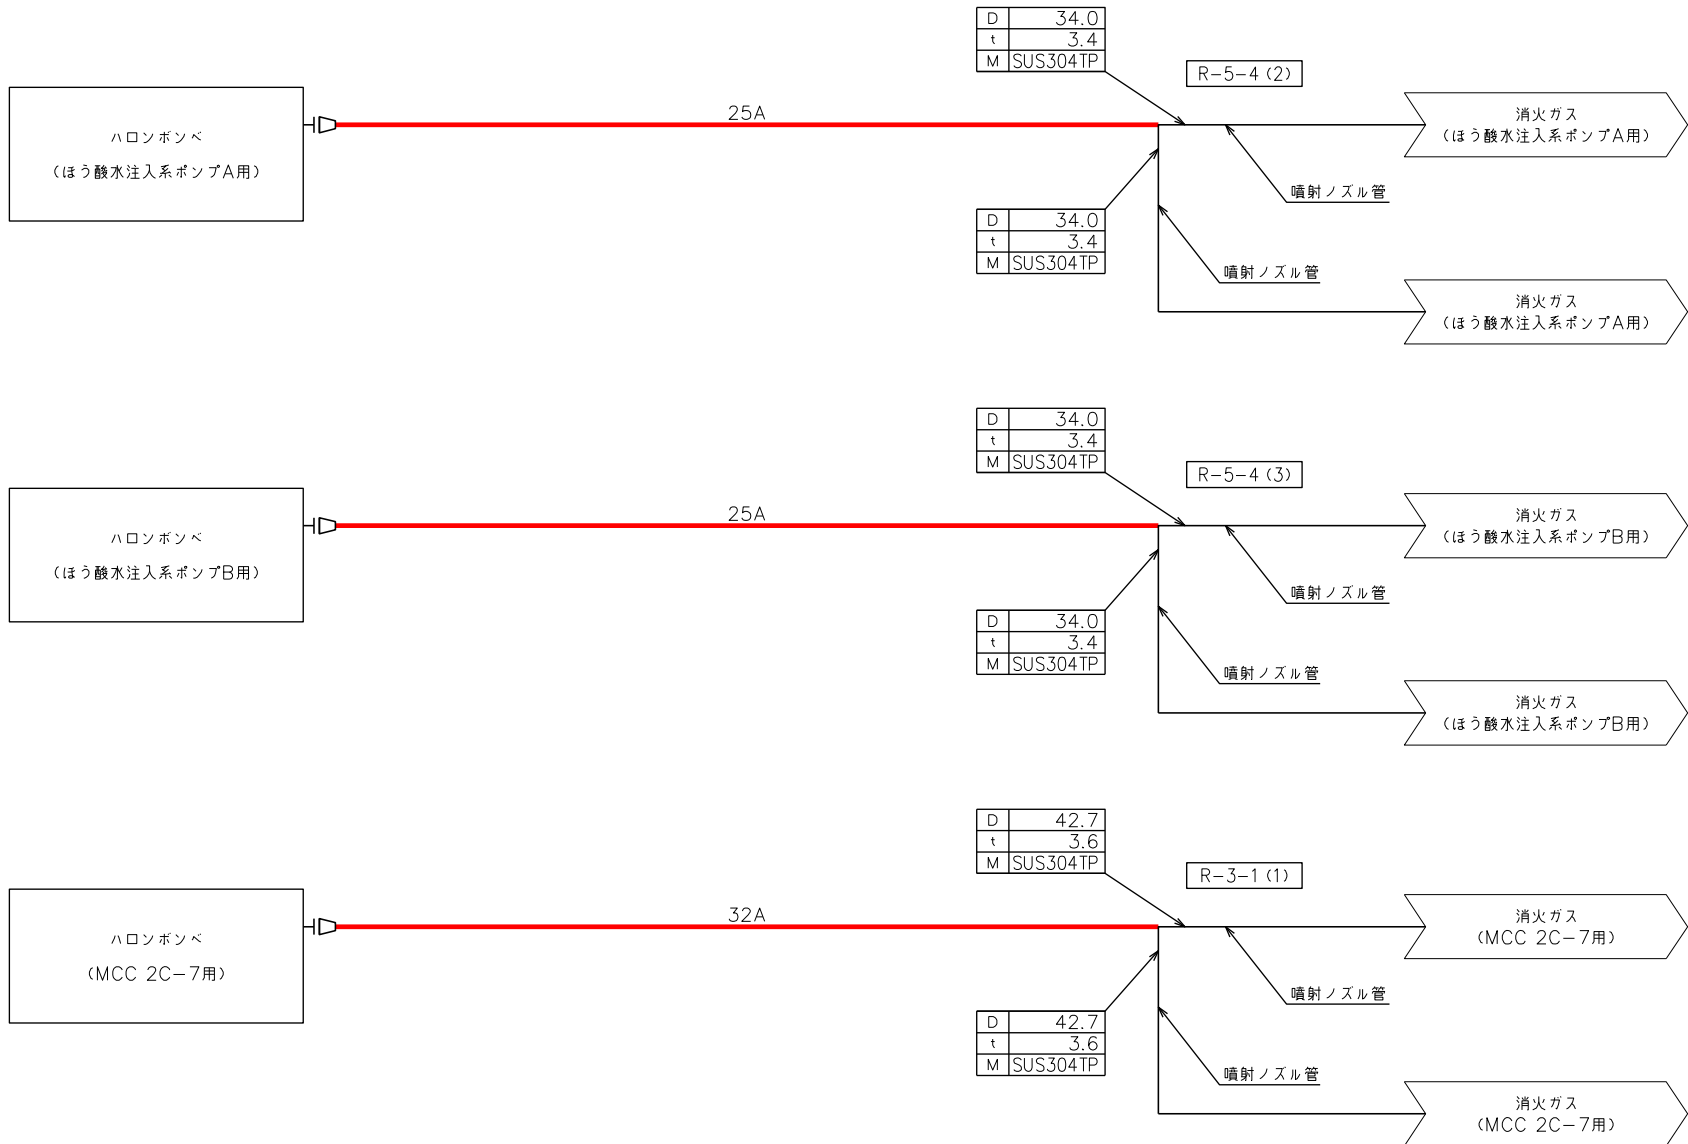 D 34.0
t 3.4
M SUS304TP
R-5-4(2)
25A
ハロンボンベ
(ほう酸水注入系ポンプA用)
消火ガス
(ほう酸水注入系ポンプA用)
噴射ノズル管
D 34.0
t 3.4
M SUS304TP
噴射ノズル管
消火ガス
(ほう酸水注入系ポンプA用)
D 34.0
t 3.4
M SUS304TP
R-5-4(3)
25A
ハロンボンベ
(ほう酸水注入系ポンプB用)
消火ガス
(ほう酸水注入系ポンプB用)
噴射ノズル管
D 34.0
t 3.4
M SUS304TP
噴射ノズル管
消火ガス
(ほう酸水注入系ポンプB用)
D 42.7
t 3.6
M SUS304TP
R-3-1(1)
32A
ハロンボンベ
(MCC 2C-7用)
消火ガス
(MCC 2C-7用)
噴射ノズル管
D 42.7
t 3.6
M SUS304TP
噴射ノズル管
消火ガス
(MCC 2C-7用)